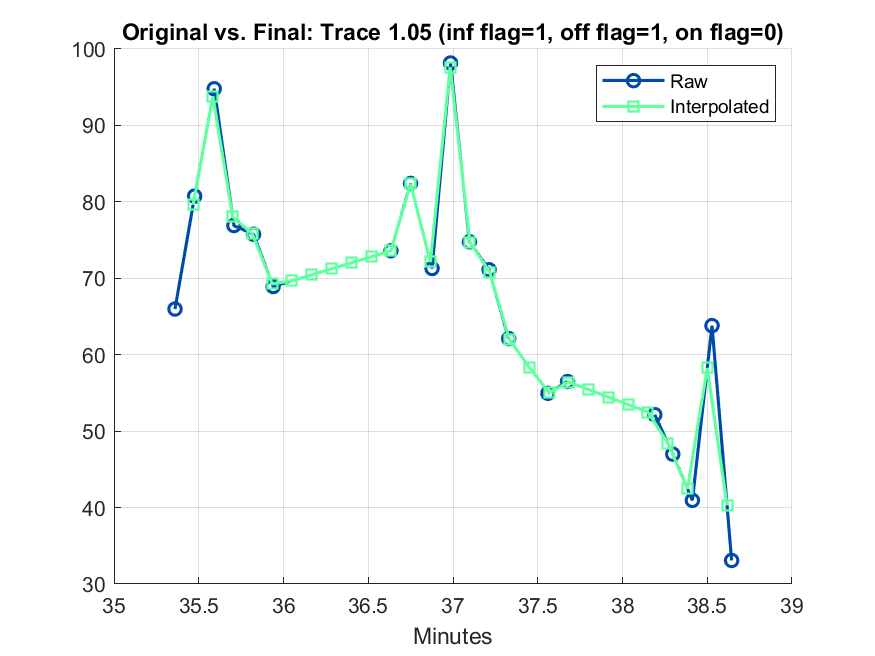 Original vs. Final: Trace 1.05 (inf flag=1, off flag=1, on flag=0)
Raw
Interpolated
100
90
80
70
60
50
40
30
35 35.5 36 36.5 37 37.5 38 38.5 39
Minutes